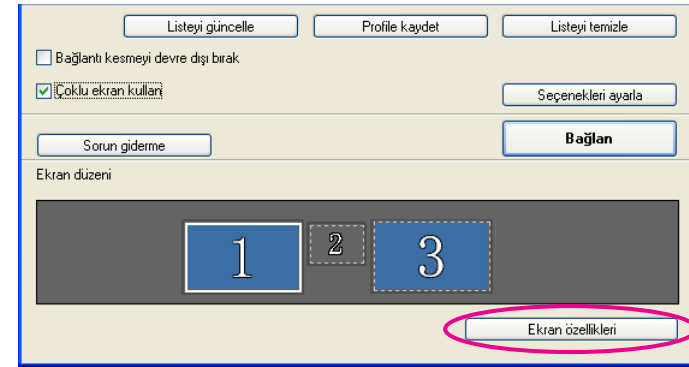 Listeyi güncelle Profile kaydet Listeyi temizle
Bağlantı kesmeyi devre dışı bırak
Çoklu ekran kullan
Seçenekleri ayarla
Bağlan
Sorun giderme
Ekran düzeni
1 2 3
Ekran özellikleri